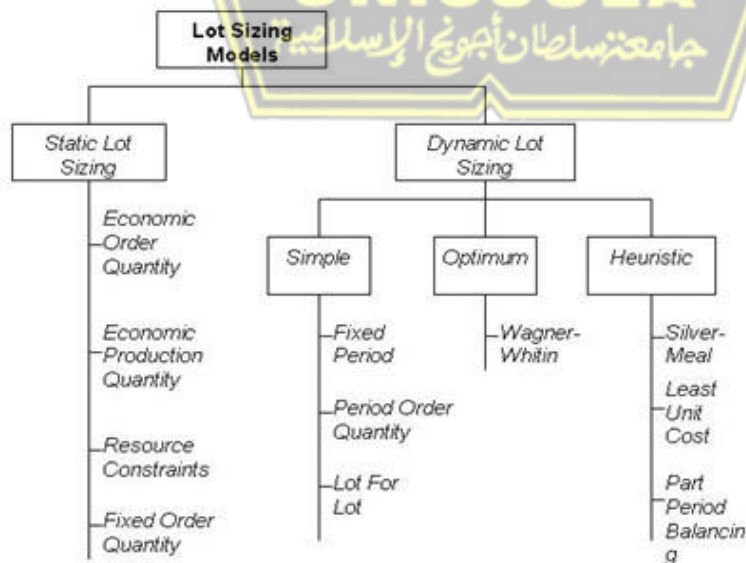 UNISSULA
جامعتسلطان أجونج الإسلامية
Lot Sizing
Models
Static Lot
Sizing
Economic
Order
Quantity
Economic
Production
Quantity
Resource
Constraints
Fixed Order
Quantity
Dynamic Lot
Sizing
Simple
Fixed
Period
Period Order
Quantity
Lot For
Lot
Optimum
Wagner-
Whitin
Heuristic
Silver-
Meal
Least
Unit
Cost
Part
Period
Balancin
g